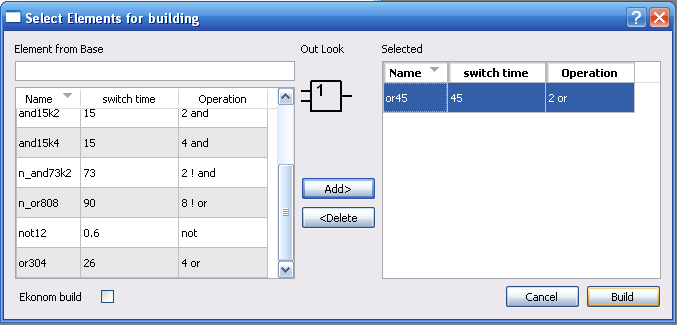 Select Elements for building
Element from Base
Out Look
Selected
Name switch time Operation
and15k2 15 2 and
and15k4 15 4 and
n_and73k2 73 2 ! and
n_or808 90 8 ! or
not12 0.6 not
or304 26 4 or
1
Add>
<Delete
Name switch time Operation
or45 45 2 or
Ekonom build
Cancel
Build